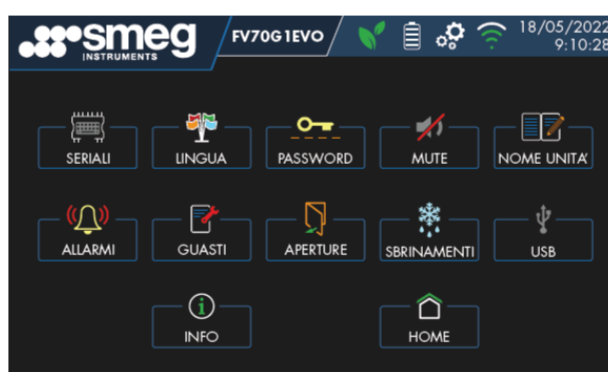 smeg
INSTRUMENTS
FV70G1EVO
18/05/2022
9:10:28
SERIALI
LINGUA
PASSWORD
MUTE
NOME UNITA'
ALLARMI
GUASTI
APERTURE
SBRINAMENTI
USB
INFO
HOME